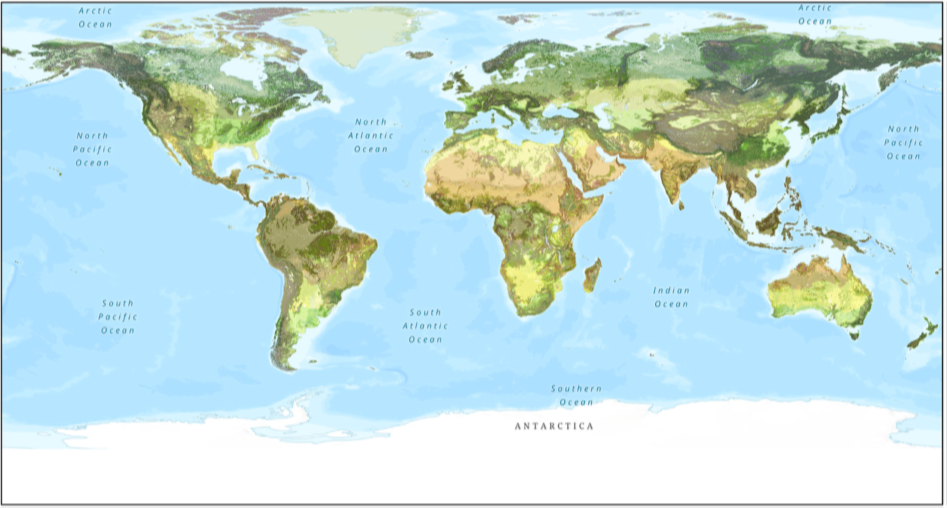 Arctic
Ocean
Arctic
Ocean
North
Pacific
Ocean
North
Atlantic
Ocean
North
Pacific
Ocean
South
Pacific
Ocean
South
Atlantic
Ocean
Indian
Ocean
Southern
Ocean
ANTARCTICA